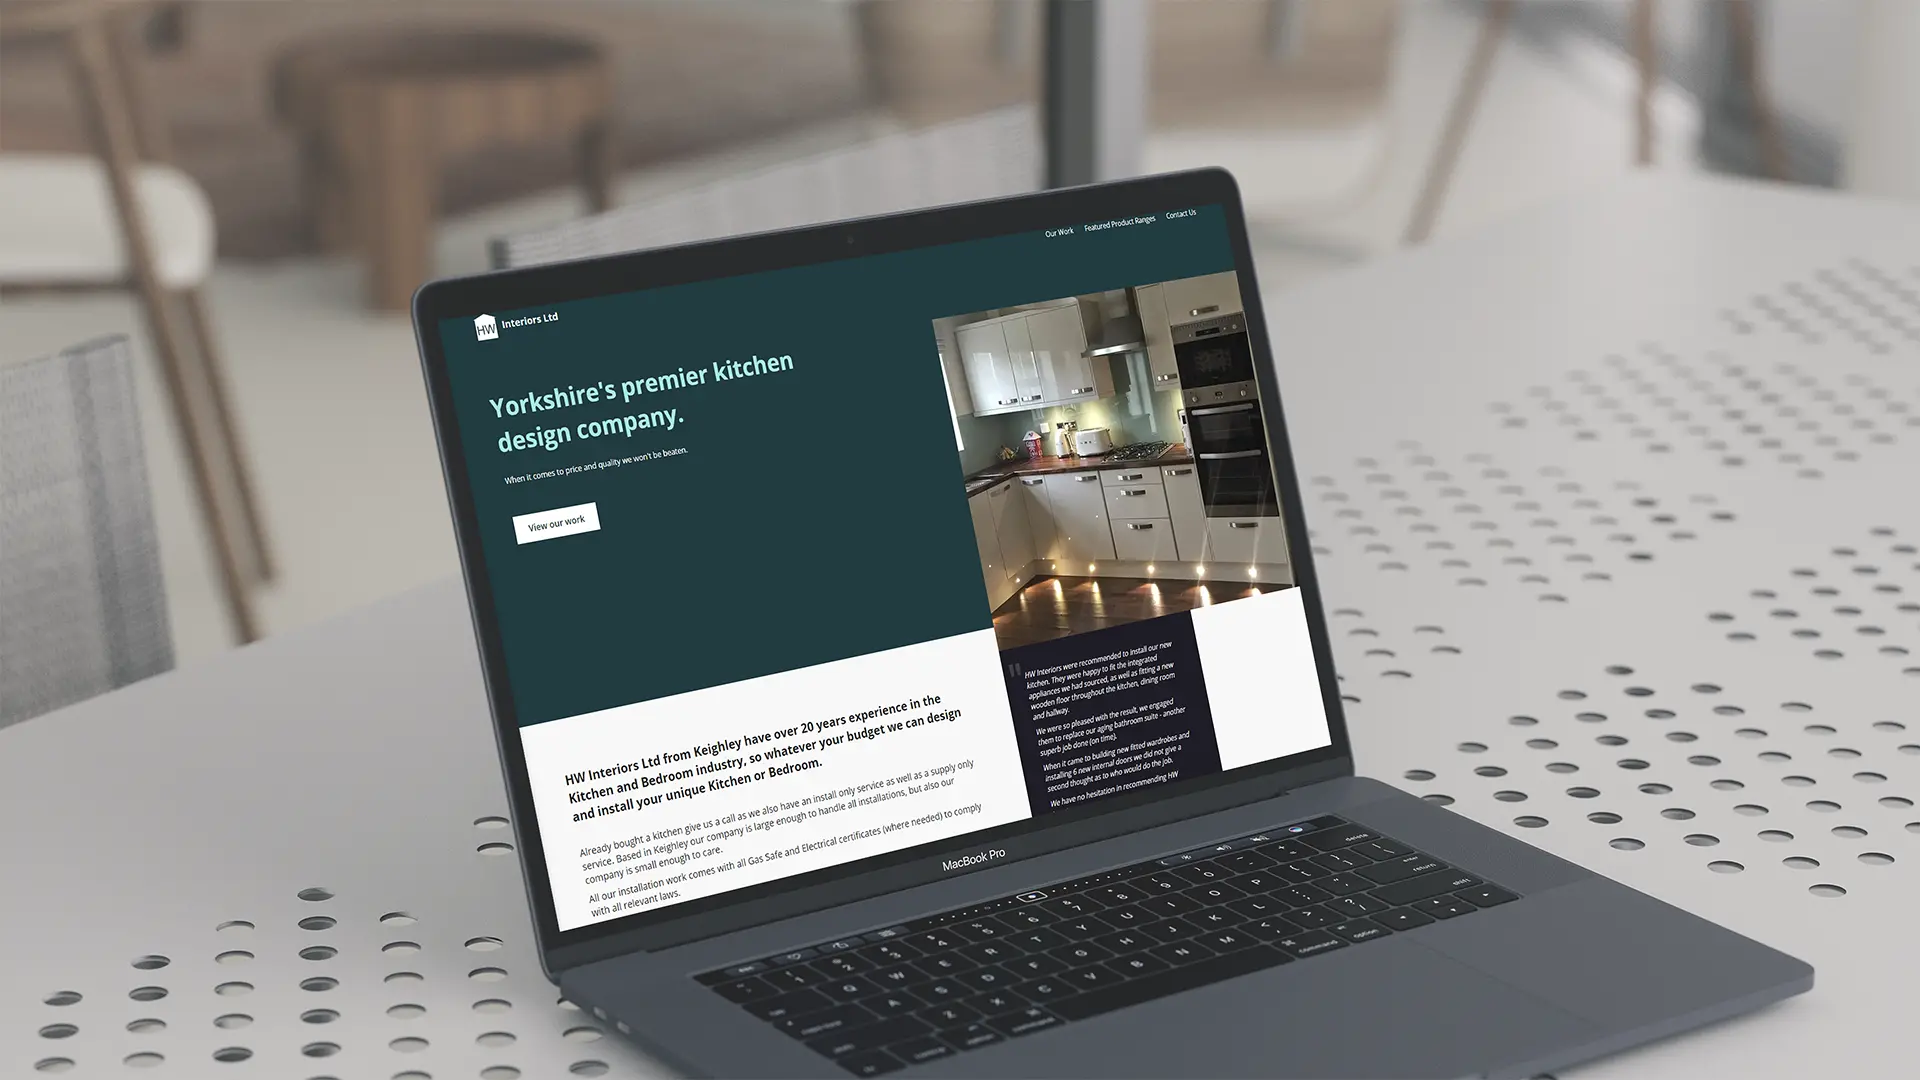 Our Work Featured Product Ranges Contact Us
HW Interiors Ltd
Yorkshire's premier kitchen
design company.
When it comes to price and quality we won't be beaten.
View our work
HW Interiors Ltd from Keighley have over 20 years experience in the
Kitchen and Bedroom industry, so whatever your budget we can design
and install your unique Kitchen or Bedroom.
Already bought a kitchen give us a call as we also have an install only service as well as a supply only
service. Based in Keighley our company is large enough to handle all installations, but also our
company is small enough to care.
All our installation work comes with all Gas Safe and Electrical certificates (where needed) to comply
with all relevant laws.
"
HW Interiors were recommended to install our new
kitchen. They were happy to fit the integrated
appliances we had sourced, as well as fitting a new
wooden floor throughout the kitchen, dining room
and hallway.
We were so pleased with the result, we engaged
them to replace our aging bathroom suite - another
superb job done (on time).
When it came to building new fitted wardrobes and
installing 6 new internal doors we did not give a
second thought as to who would do the job.
We have no hesitation in recommending HW
MacBook Pro
delete
Q W E R T Y U I O P
return
A S D F G H J K L
shift
Z X C V B N M
command option